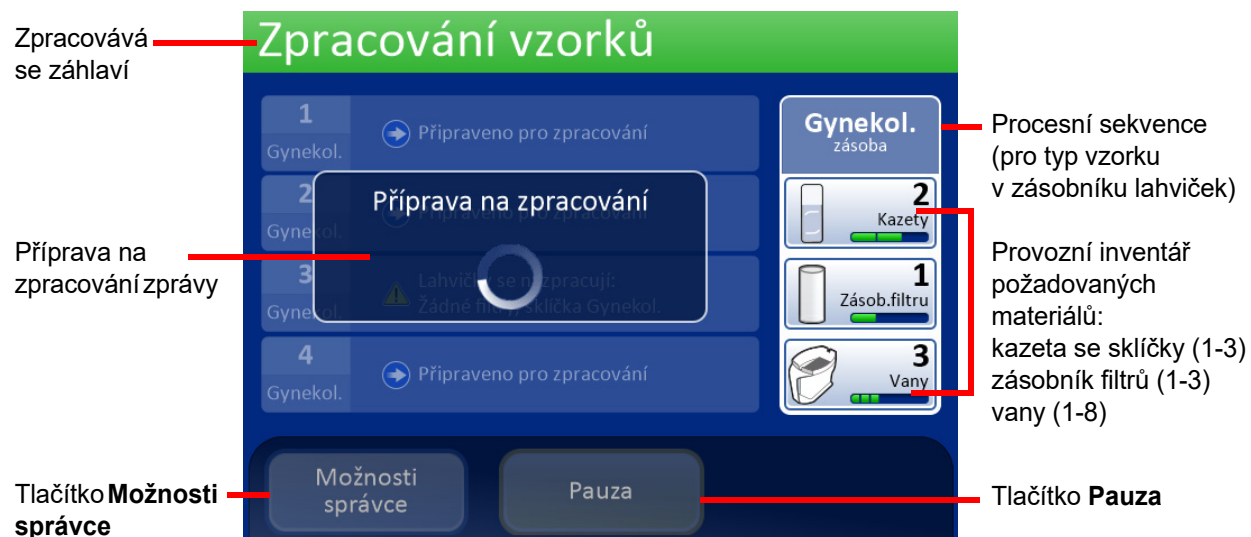 Zpracovává
se záhlaví
Zpracování vzorků
1
Gynekol.
Připraveno pro zpracování
2
Gynekol.
Připraveno pro zpracování
Příprava na zpracování
3
Gynekol.
Lahvičky se nezpracují:
Žádné filtry, sklíčka Gynekol.
4
Gynekol.
Připraveno pro zpracování
Gynekol.
zásoba
2
Kazety
1
Zásob.filtru
3
Vany
Procesní sekvence
(pro typ vzorku
v zásobníku lahviček)
Příprava na
zpracování zprávy
Provozní inventář
požadovaných
materiálů:
kazeta se sklíčky (1-3)
zásobník filtrů (1-3)
vany (1-8)
Tlačítko Možnosti
správce
Možnosti
správce
Pauza
Tlačítko Pauza